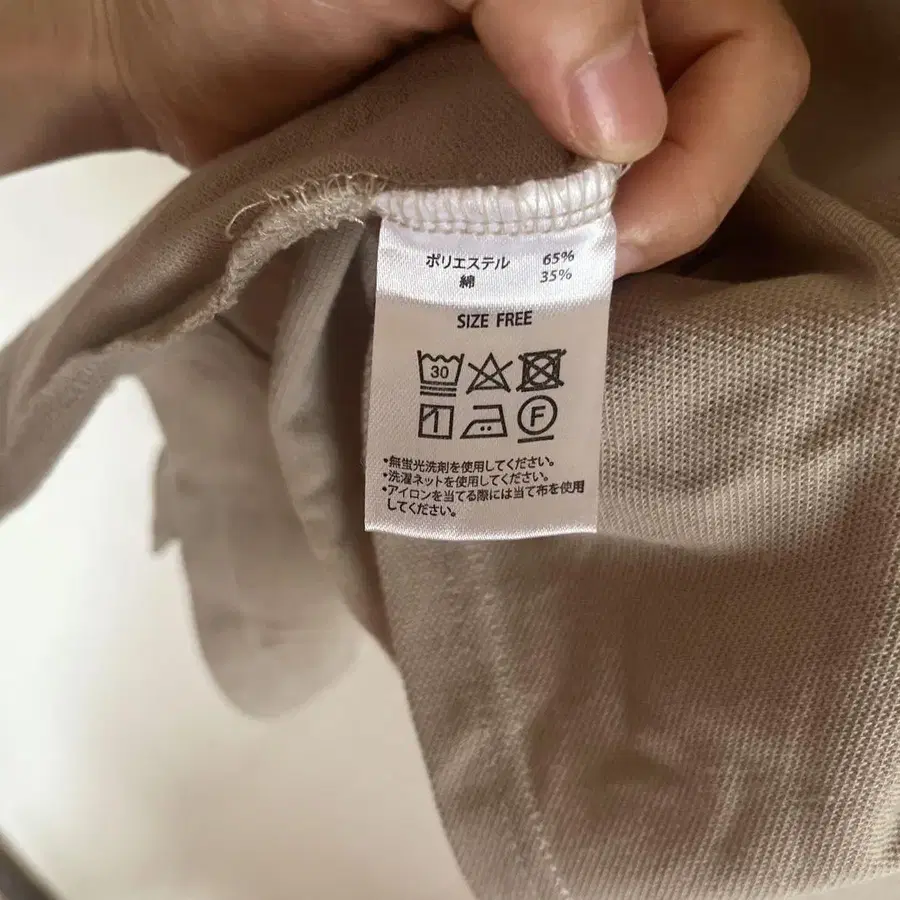 ポリエステル 65%
綿 35%
SIZE FREE
30
F
•無蛍光洗剤を使用してください。
•洗濯ネットを使用してください。
•アイロンを当てる際には当て布を使用
してください。